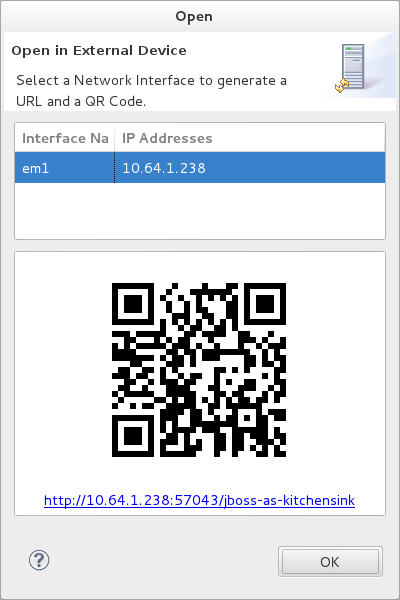 Open
Open in External Device
Select a Network Interface to generate a
URL and a QR Code.
Interface Na IP Addresses
em1 10.64.1.238
http://10.64.1.238:57043/jboss-as-kitchensink
? OK